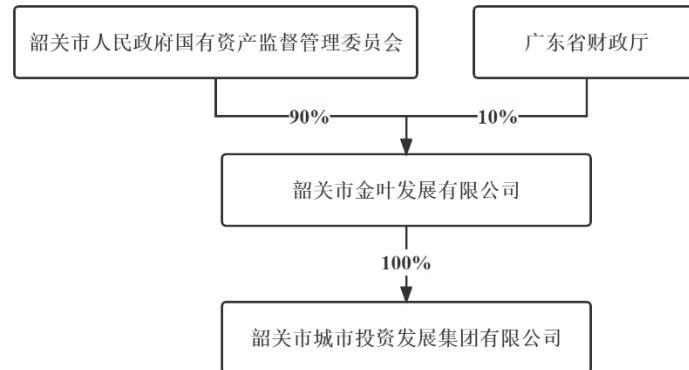 韶关市人民政府国有资产监督管理委员会
广东省财政厅
90%
10%
韶关市金叶发展有限公司
100%
韶关市城市投资发展集团有限公司